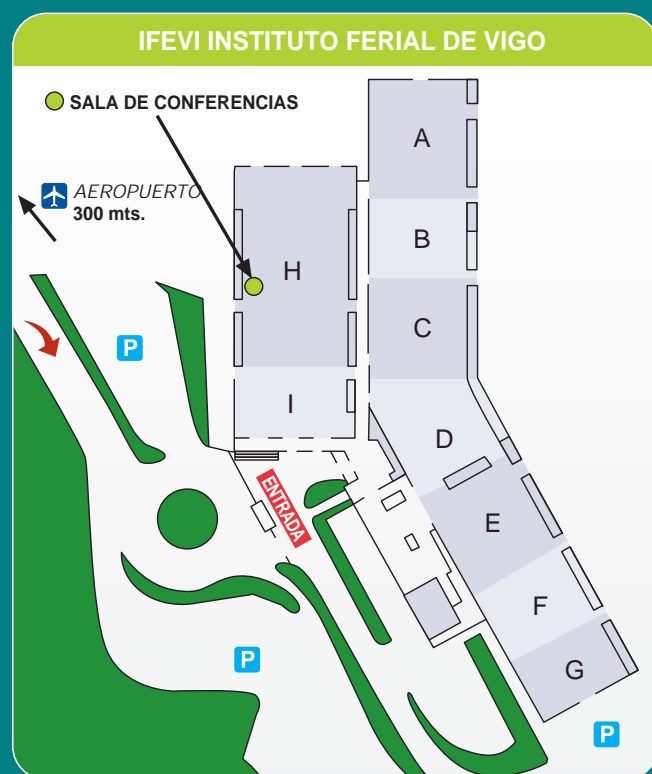 IFEVI INSTITUTO FERIAL DE VIGO
SALA DE CONFERENCIAS
AEROPUERTO
300 mts.
A
B
H
C
P
I
D
ENTRADA
E
F
P
G
P